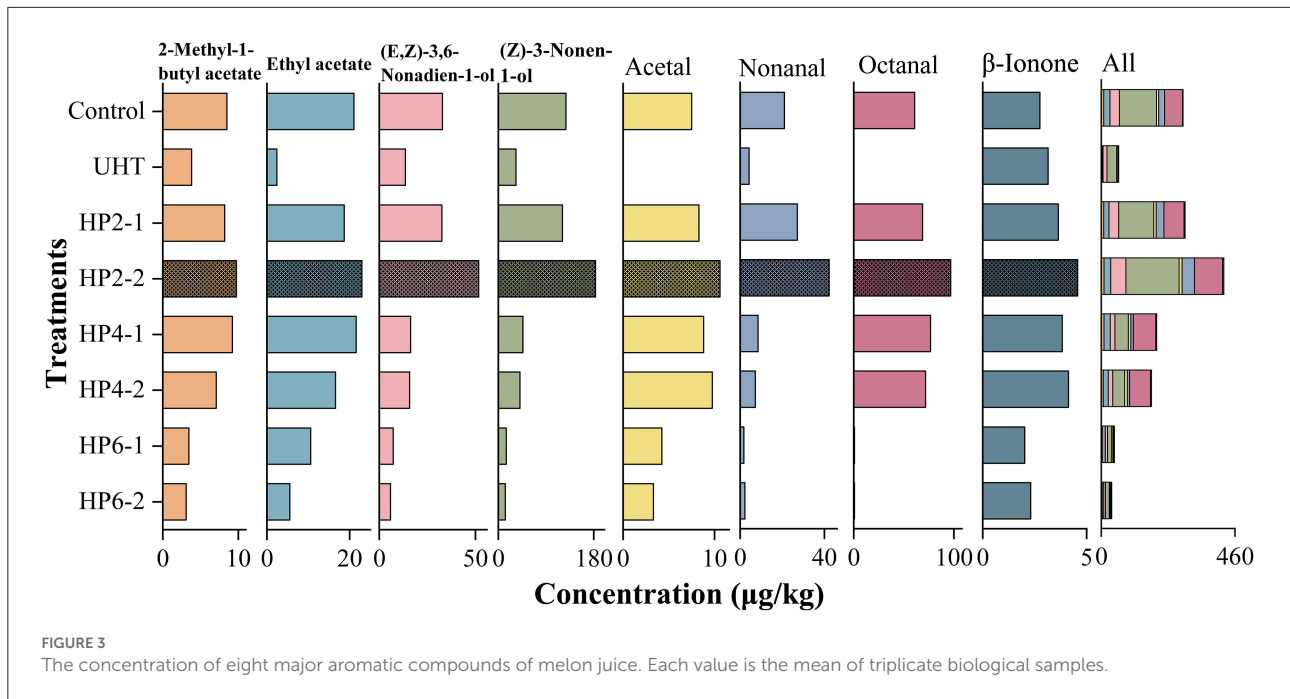 2-Methyl-1-
butyl acetate
Ethyl acetate
(E,Z)-3,6-
Nonadien-1-ol
(Z)-3-Nonen-
1-ol
Acetal
Nonanal
Octanal
β-Ionone
All
Treatments
Control
UHT
HP2-1
HP2-2
HP4-1
HP4-2
HP6-1
HP6-2
0 10
0 20
0 50
0 180
0 10
0 40
0 100
0 5
0 460
Concentration (μg/kg)
FIGURE 3
The concentration of eight major aromatic compounds of melon juice. Each value is the mean of triplicate biological samples.